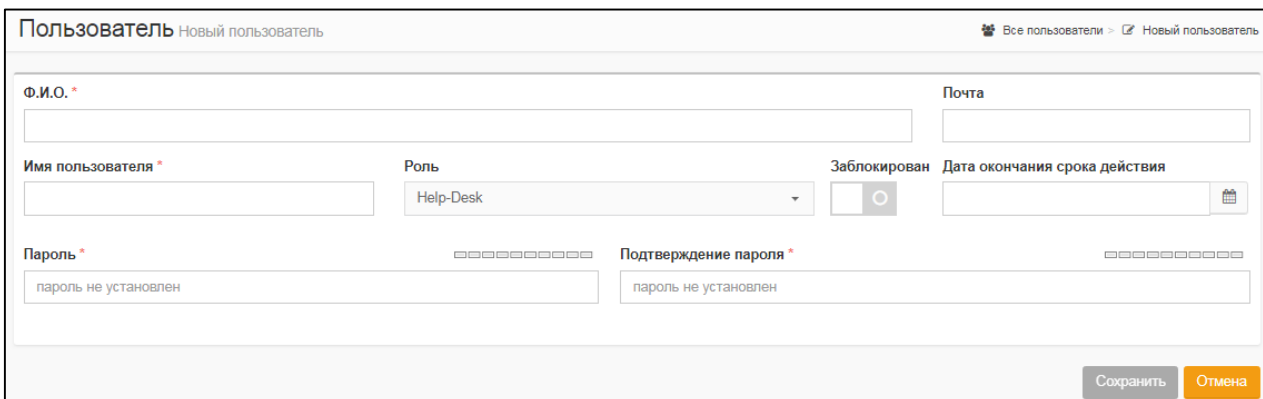 Пользователь Новый пользователь Все пользователи > Новый пользователь
Ф.И.О. * Почта
Имя пользователя * Роль Заблокирован Дата окончания срока действия
Help-Desk
Пароль * Подтверждение пароля *
пароль не установлен пароль не установлен
Сохранить Отмена